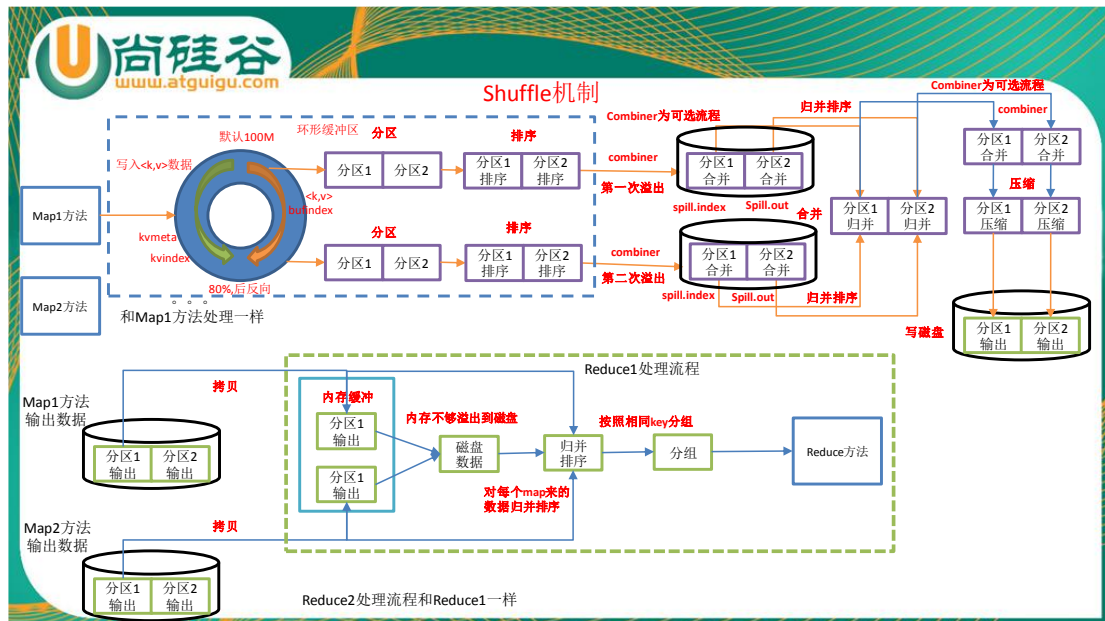 尚硅谷
www.atguigu.com
Shuffle机制
Combiner为可选流程
Combiner为可选流程
归并排序
combiner
默认100M
环形缓冲区
分区
排序
写入<k,v>数据
分区1 分区2
分区1排序 分区2排序
combiner
第一次溢出
分区1合并 分区2合并
spill.index
Spill.out
分区1合并 分区2合并
压缩
Map1方法
<k,v>
bufindex
kvmeta
kvindex
80%,后反向
分区
排序
分区1 分区2
分区1排序 分区2排序
combiner
第二次溢出
合并
分区1合并 分区2合并
spill.index
Spill.out
归并排序
分区1归并 分区2归并
分区1压缩 分区2压缩
写磁盘
分区1输出 分区2输出
Map2方法
。。。
和Map1方法处理一样
Reduce1处理流程
Map1方法
输出数据
拷贝
分区1输出 分区2输出
内存缓冲
分区1输出
分区1输出
内存不够溢出到磁盘
磁盘数据
归并排序
对每个map来的
数据归并排序
按照相同key分组
分组
Reduce方法
Map2方法
输出数据
拷贝
分区1输出 分区2输出
Reduce2处理流程和Reduce1一样